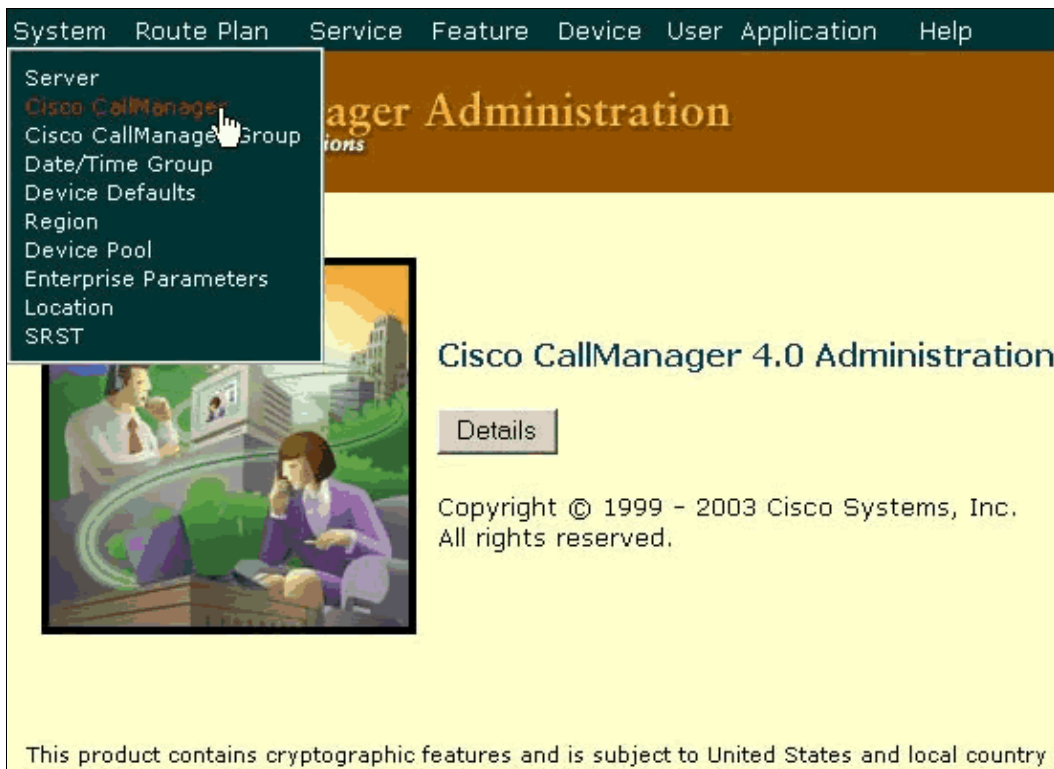 System Route Plan Service Feature Device User Application Help
Server
Cisco CallManager
Cisco CallManager Group
Date/Time Group
Device Defaults
Region
Device Pool
Enterprise Parameters
Location
SRST
ager Administration
ions
Cisco CallManager 4.0 Administration
Details
Copyright © 1999 - 2003 Cisco Systems, Inc.
All rights reserved.
This product contains cryptographic features and is subject to United States and local country